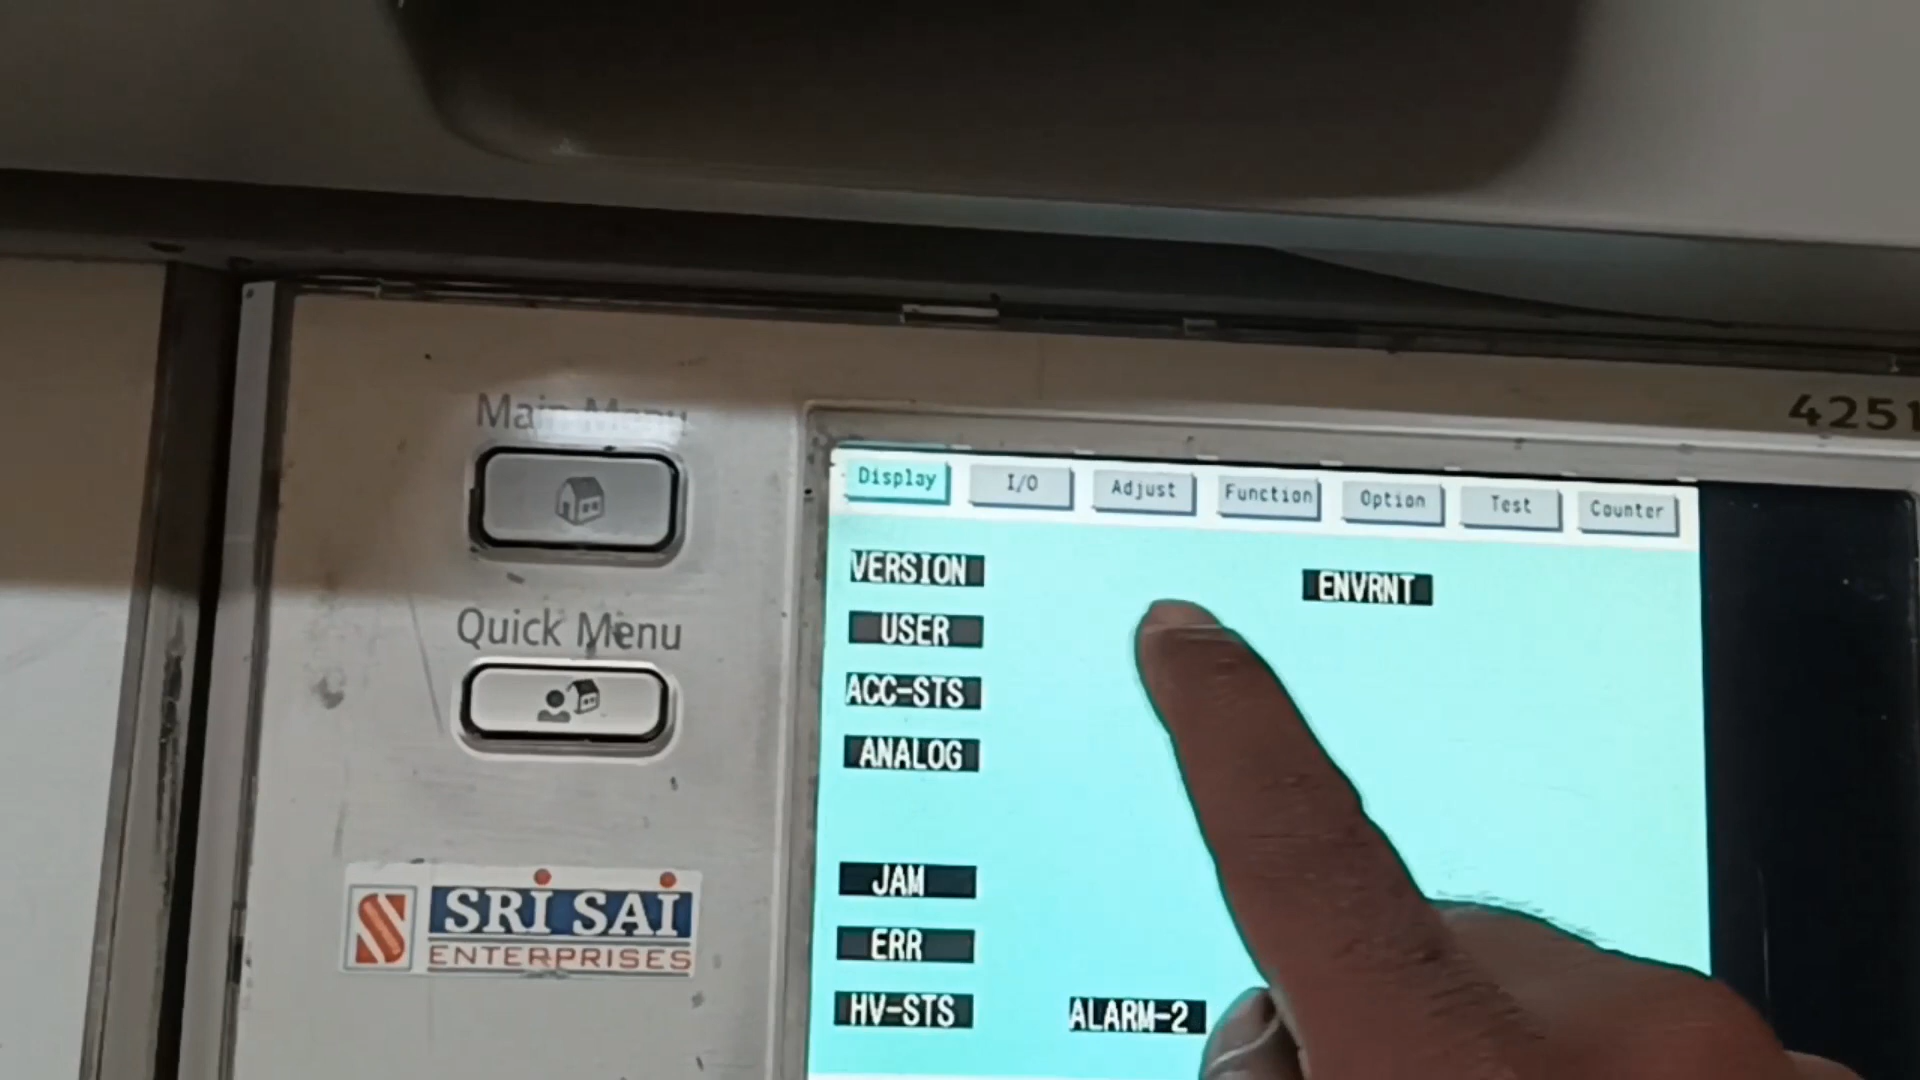 Main Menu
4251
Display I/O Adjust Function Option Test Counter
VERSION ENVRNT
Quick Menu
USER
ACC-STS
ANALOG
JAM
SRI SAI
ENTERPRISES
ERR
HV-STS ALARM-2